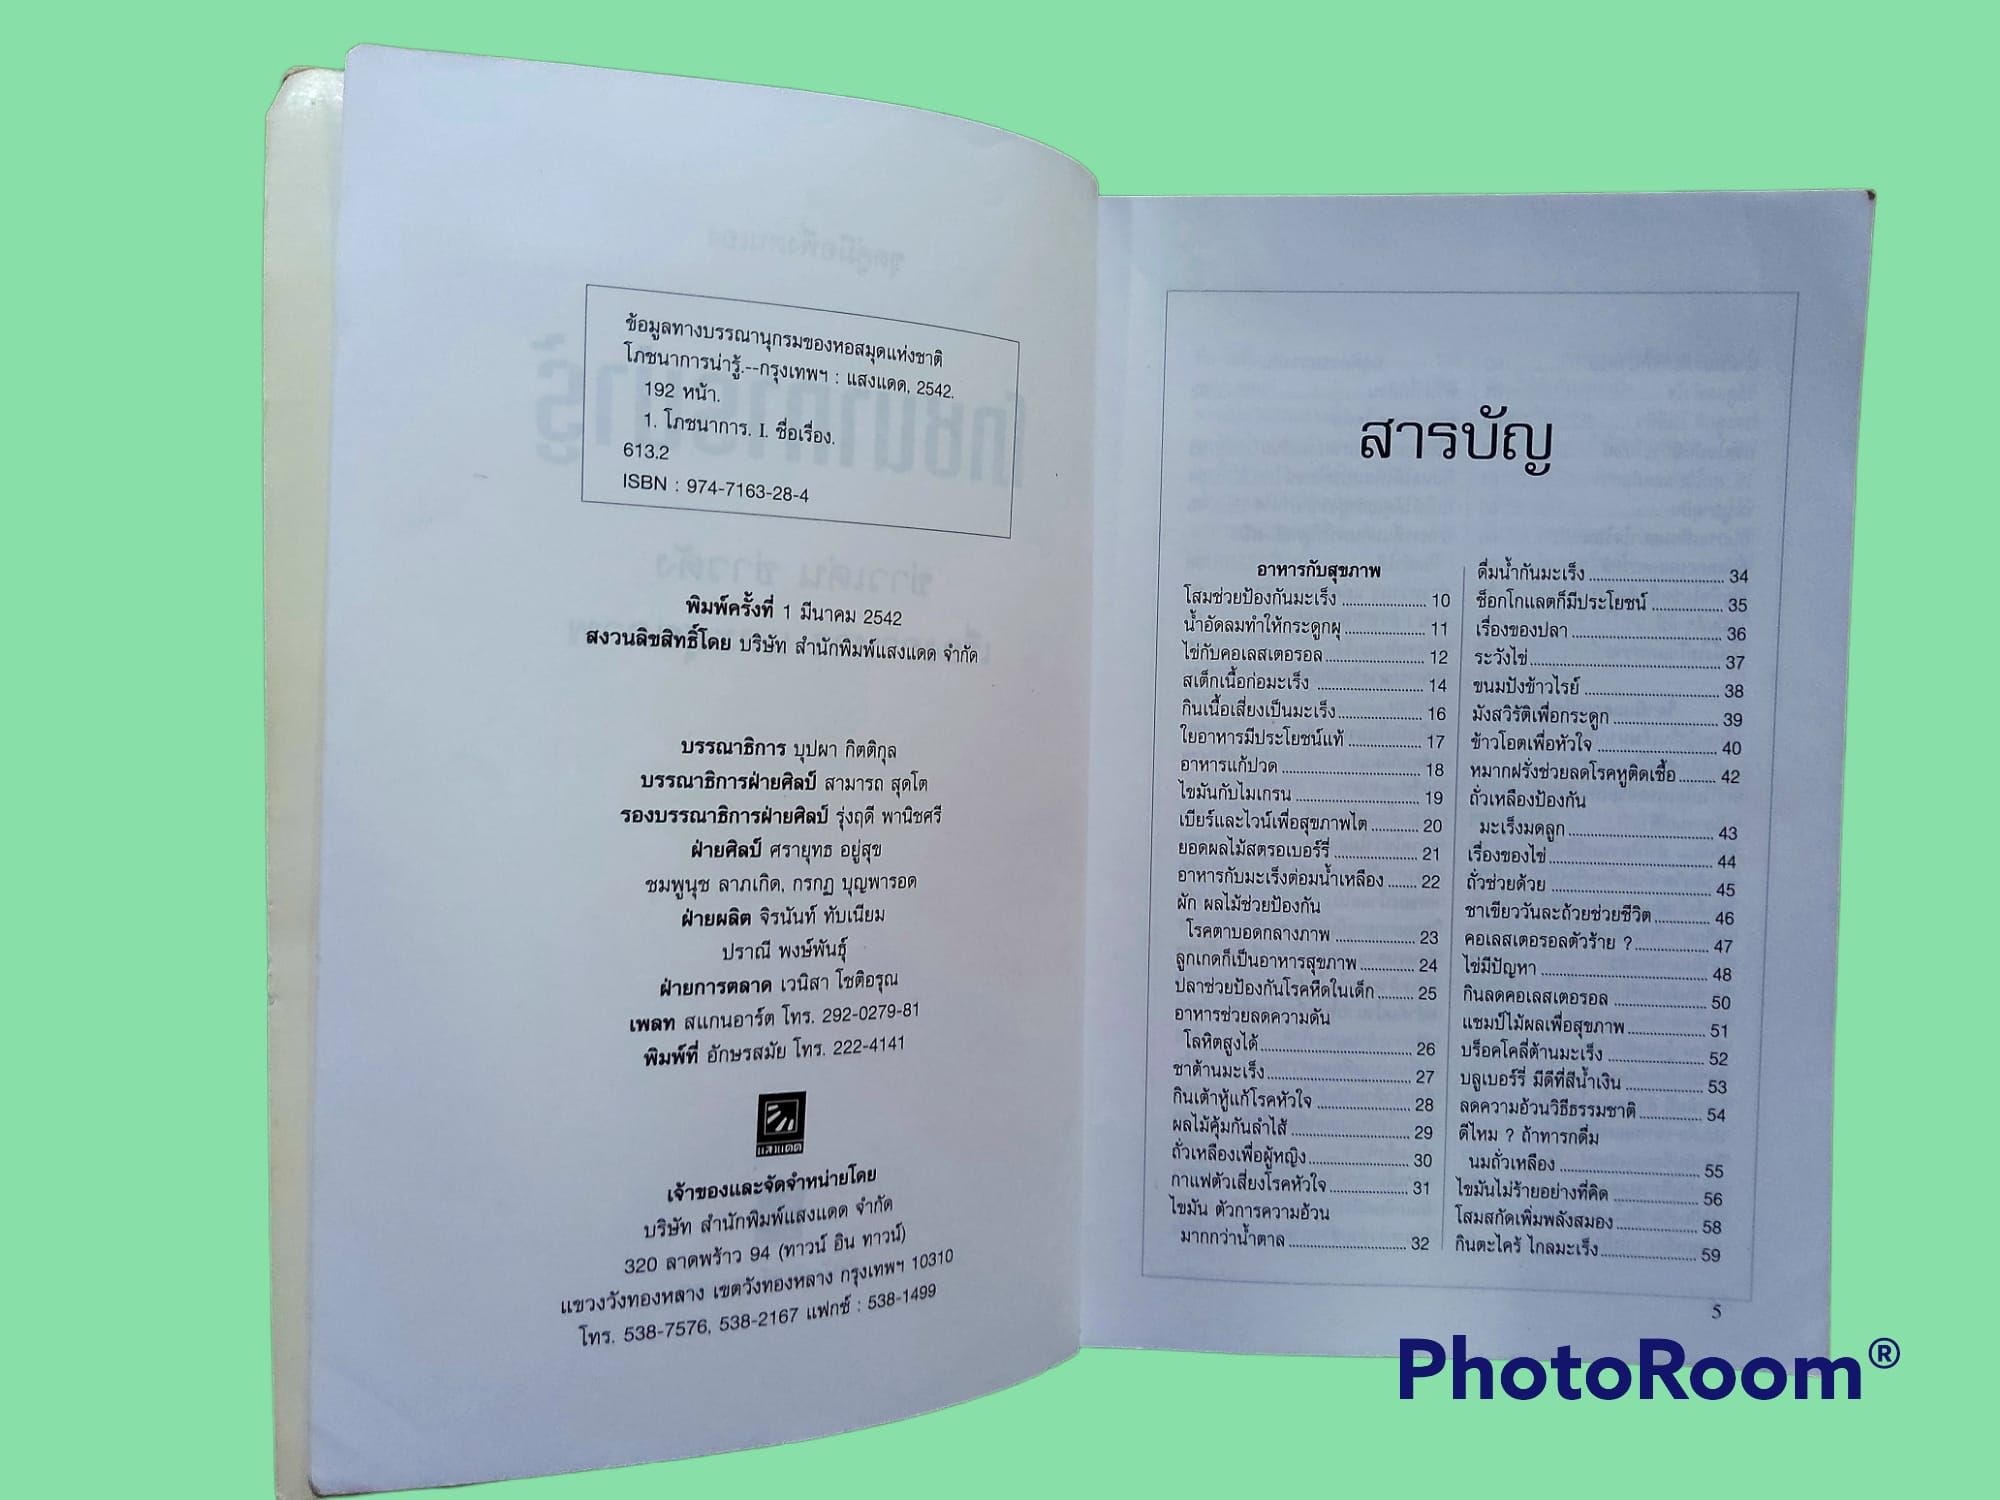 ข้อมูลทางบรรณานุกรมของหอสมุดแห่งชาติ
โภชนาการน่ารู้.--กรุงเทพฯ : แสงแดด, 2542.
192 หน้า.
1. โภชนาการ. I. ชื่อเรื่อง.
613.2
ISBN : 974-7163-28-4
พิมพ์ครั้งที่ 1 มีนาคม 2542
สงวนลิขสิทธิ์โดย บริษัท สำนักพิมพ์แสงแดด จำกัด
บรรณาธิการ บุปผา กิตติกุล
บรรณาธิการฝ่ายศิลป์ สามารถ สุดโต
รองบรรณาธิการฝ่ายศิลป์ รุ่งฤดี พานิชศรี
ฝ่ายศิลป์ ศรายุทธ อยู่สุข
ชมพูนุช ลาภเกิด, กรกฎ บุญพารอด
ฝ่ายผลิต จิรนันท์ ทับเนียม
ปราณี พงษ์พันธุ์
ฝ่ายการตลาด เวนิสา โชติอรุณ
เพลท สแกนอาร์ต โทร. 292-0279-81
พิมพ์ที่ อักษรสมัย โทร. 222-4141
แสงแดด
เจ้าของและจัดจำหน่ายโดย
บริษัท สำนักพิมพ์แสงแดด จำกัด
320 ลาดพร้าว 94 (ทาวน์ อิน ทาวน์)
แขวงวังทองหลาง เขตวังทองหลาง กรุงเทพฯ 10310
โทร. 538-7576, 538-2167 แฟกซ์ : 538-1499
สารบัญ
อาหารกับสุขภาพ
โสมช่วยป้องกันมะเร็ง .......... 10
น้ำอัดลมทำให้กระดูกผุ .......... 11
ไข่กับคอเลสเตอรอล .......... 12
สเต็กเนื้อก่อมะเร็ง .......... 14
กินเนื้อเสี่ยงเป็นมะเร็ง .......... 16
ใยอาหารมีประโยชน์แท้ .......... 17
อาหารแก้ปวด .......... 18
ไขมันกับไมเกรน .......... 19
เบียร์และไวน์เพื่อสุขภาพไต .......... 20
ยอดผลไม้สตรอเบอร์รี่ .......... 21
อาหารกับมะเร็งต่อมน้ำเหลือง .......... 22
ผัก ผลไม้ช่วยป้องกัน
โรคตาบอดกลางภาพ .......... 23
ลูกเกดก็เป็นอาหารสุขภาพ .......... 24
ปลาช่วยป้องกันโรคหืดในเด็ก .......... 25
อาหารช่วยลดความดัน
โลหิตสูงได้ .......... 26
ชาต้านมะเร็ง .......... 27
กินเต้าหู้แก้โรคหัวใจ .......... 28
ผลไม้คุ้มกันลำไส้ .......... 29
ถั่วเหลืองเพื่อผู้หญิง .......... 30
กาแฟตัวเสี่ยงโรคหัวใจ .......... 31
ไขมัน ตัวการความอ้วน
มากกว่าน้ำตาล .......... 32
ดื่มน้ำกันมะเร็ง .......... 34
ช็อกโกแลตก็มีประโยชน์ .......... 35
เรื่องของปลา .......... 36
ระวังไข่ .......... 37
ขนมปังข้าวไรย์ .......... 38
มังสวิรัติเพื่อกระดูก .......... 39
ข้าวโอตเพื่อหัวใจ .......... 40
หมากฝรั่งช่วยลดโรคหูติดเชื้อ .......... 42
ถั่วเหลืองป้องกัน
มะเร็งมดลูก .......... 43
เรื่องของไข่ .......... 44
ถั่วช่วยด้วย .......... 45
ชาเขียววันละถ้วยช่วยชีวิต .......... 46
คอเลสเตอรอลตัวร้าย ? .......... 47
ไข่มีปัญหา .......... 48
กินลดคอเลสเตอรอล .......... 50
แชมป์ไม้ผลเพื่อสุขภาพ .......... 51
บร็อคโคลี่ต้านมะเร็ง .......... 52
บลูเบอร์รี่ มีดีที่สีน้ำเงิน .......... 53
ลดความอ้วนวิธีธรรมชาติ .......... 54
ดีไหม ? ถ้าทารกดื่ม
นมถั่วเหลือง .......... 55
ไขมันไม่ร้ายอย่างที่คิด .......... 56
โสมสกัดเพิ่มพลังสมอง .......... 58
กินตะไคร้ ไกลมะเร็ง .......... 59
5
PhotoRoom®